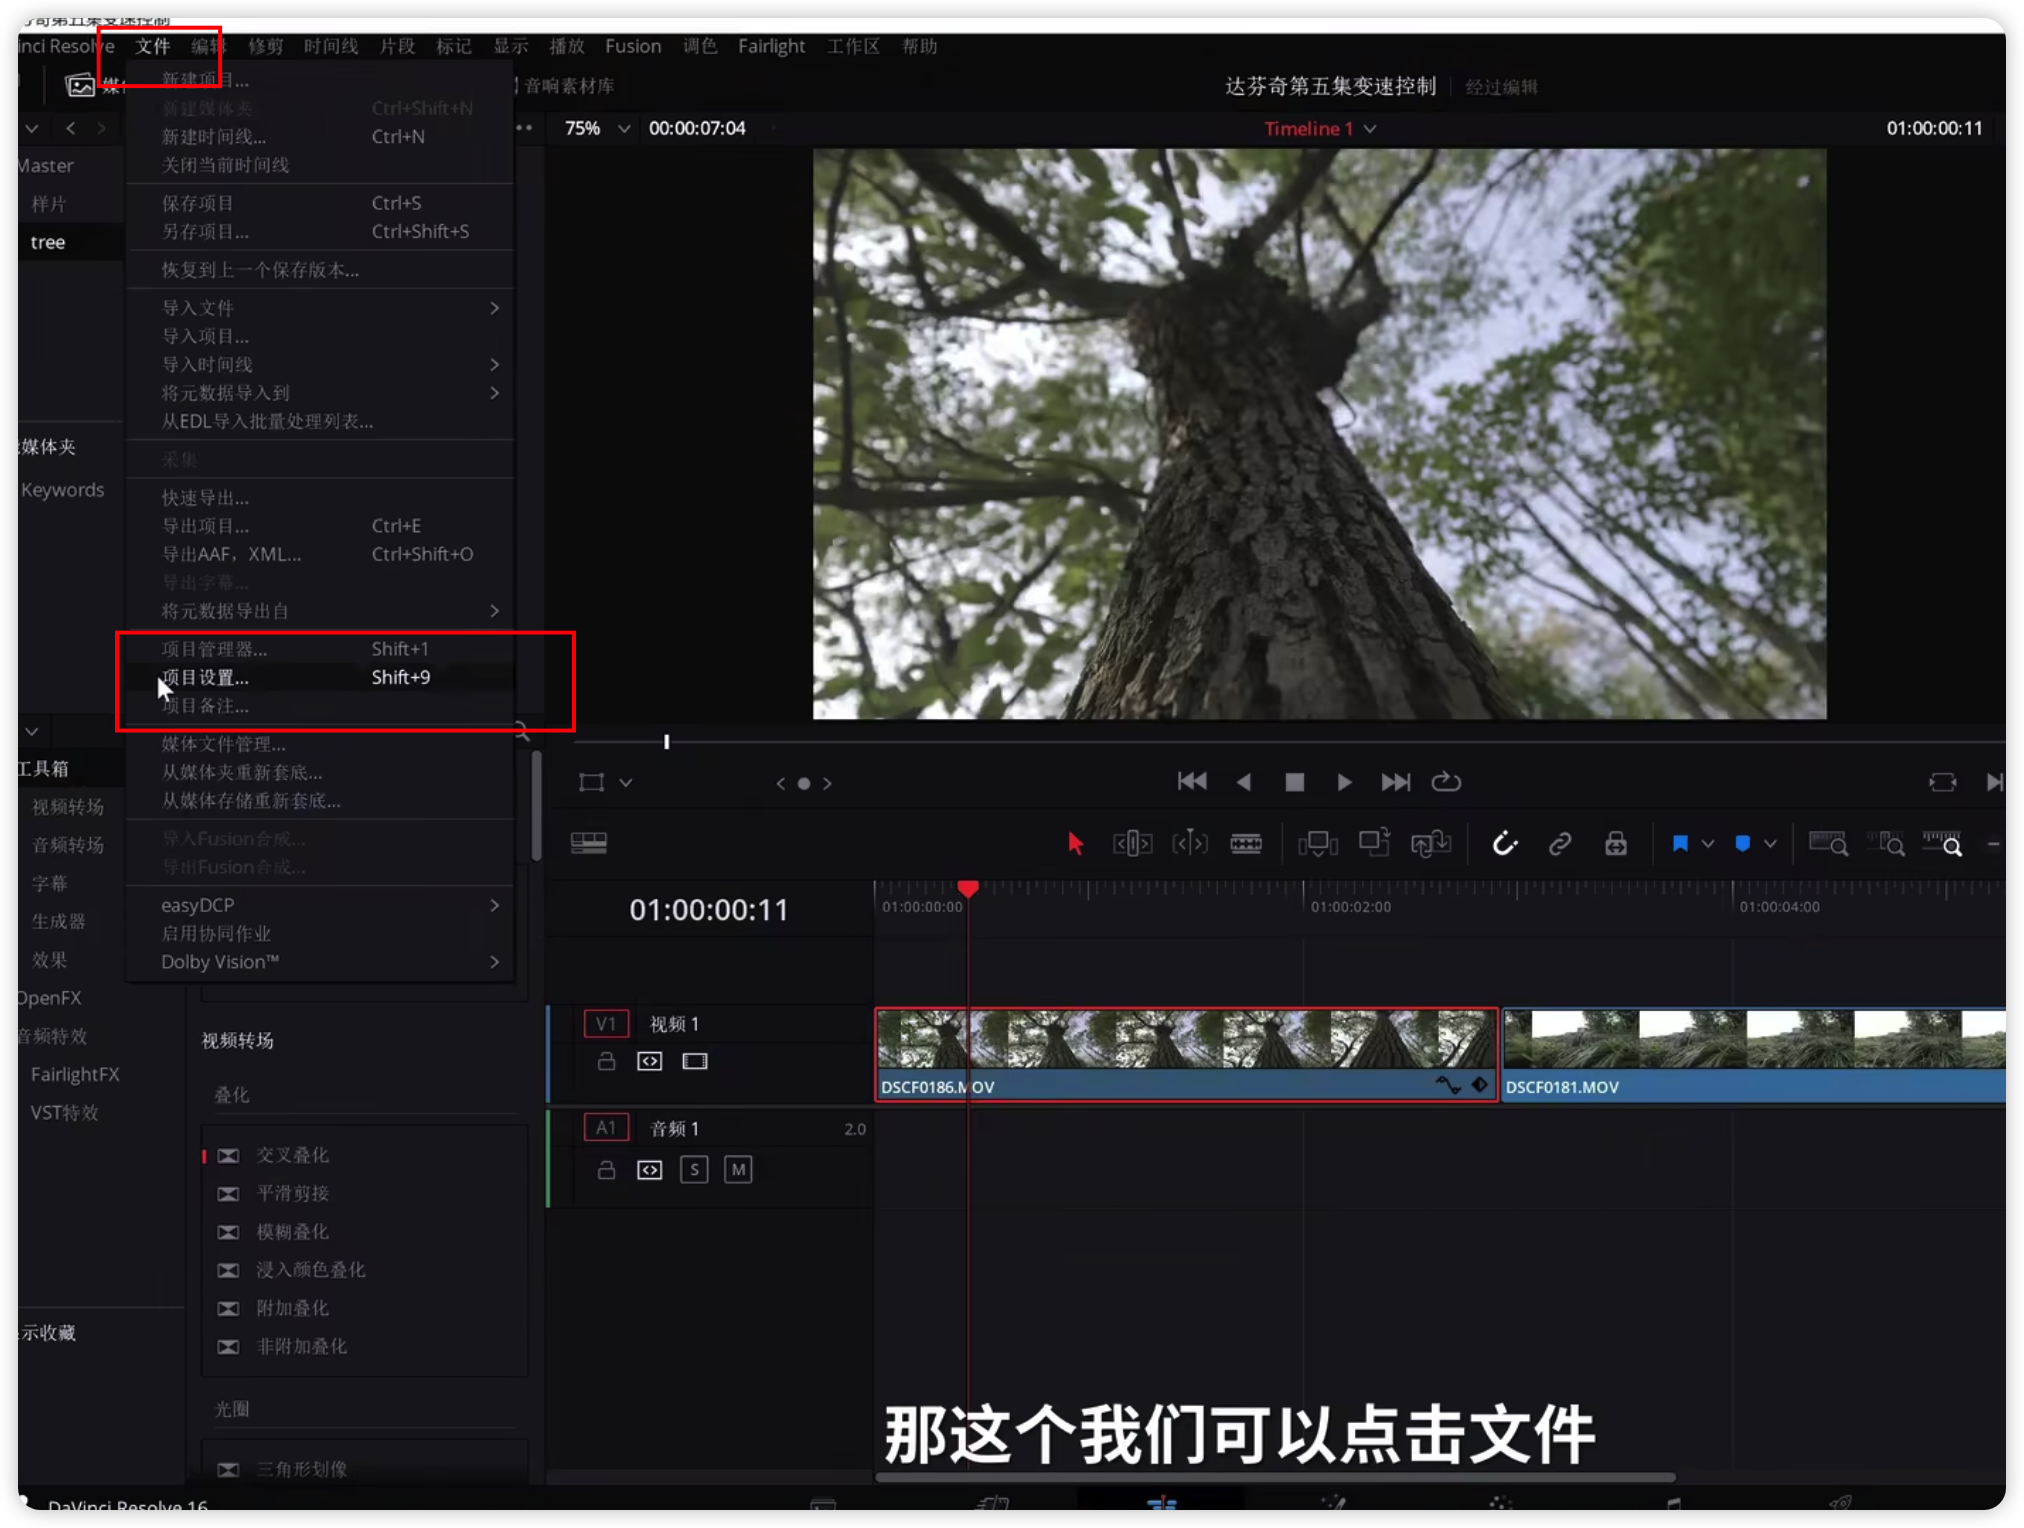 达芬奇第五集变速控制
DaVinci Resolve 文件 编辑 修剪 时间线 片段 标记 显示 播放 Fusion 调色 Fairlight 工作区 帮助
音响素材库
达芬奇第五集变速控制 经过编辑
75% 00:00:07:04
Timeline 1
01:00:00:11
新建项目...
新建媒体夹 Ctrl+Shift+N
新建时间线... Ctrl+N
关闭当前时间线
保存项目 Ctrl+S
另存项目... Ctrl+Shift+S
恢复到上一个保存版本...
导入文件
导入项目...
导入时间线
将元数据导入到
从EDL导入批量处理列表...
采集
快速导出...
导出项目... Ctrl+E
导出AAF，XML... Ctrl+Shift+O
导出字幕...
将元数据导出自
项目管理器... Shift+1
项目设置... Shift+9
项目备注...
媒体文件管理...
从媒体夹重新套底...
从媒体存储重新套底...
导入Fusion合成...
导出Fusion合成...
easyDCP
启用协同作业
Dolby Vision™
Master
样片
tree
媒体夹
Keywords
工具箱
视频转场
音频转场
字幕
生成器
效果
OpenFX
音频特效
FairlightFX
VST特效
示收藏
视频转场
叠化
交叉叠化
平滑剪接
模糊叠化
浸入颜色叠化
附加叠化
非附加叠化
光圈
三角形划像
01:00:00:11
01:00:00:00 01:00:02:00 01:00:04:00
V1 视频 1
DSCF0186.MOV DSCF0181.MOV
A1 音频 1 2.0
S M
那这个我们可以点击文件
DaVinci Resolve 16